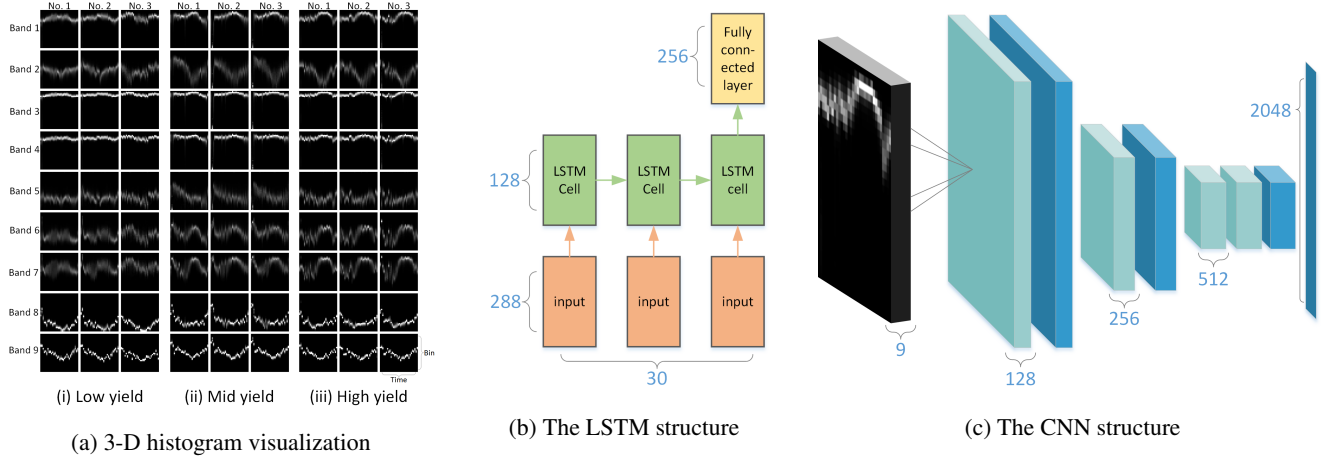 No. 1 No. 2 No. 3 No. 1 No. 2 No. 3 No. 1 No. 2 No. 3
Band 1
Band 2
Band 3
Band 4
Band 5
Band 6
Band 7
Band 8
Band 9
Bin
Time
(i) Low yield (ii) Mid yield (iii) High yield
(a) 3-D histogram visualization
256
Fully
conn-
ected
layer
128
LSTM
Cell
LSTM
Cell
LSTM
cell
288
input input input
30
(b) The LSTM structure
9
128
256
512
2048
(c) The CNN structure